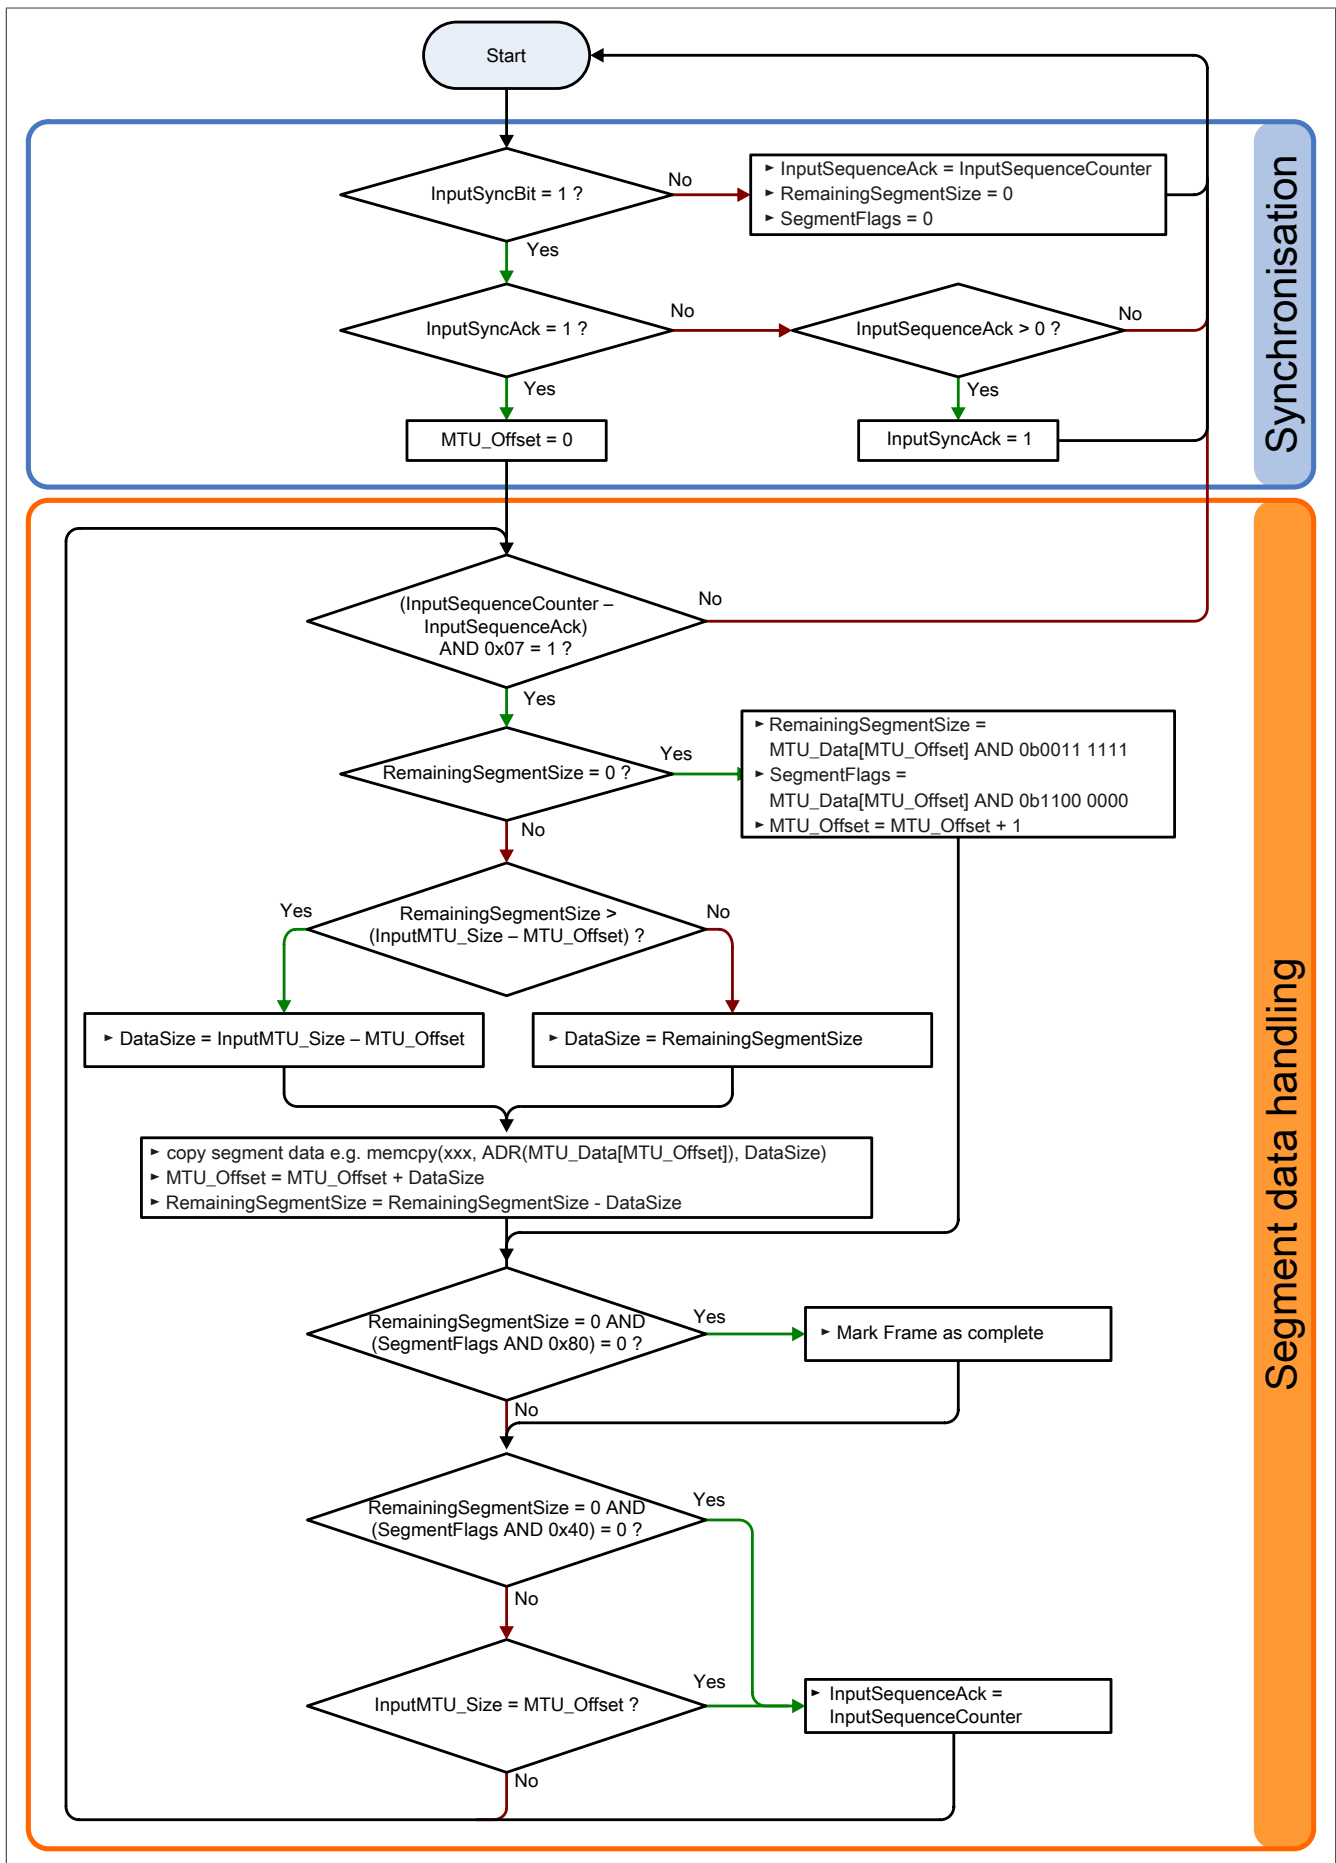 Start
InputSyncBit = 1 ?
No
► InputSequenceAck = InputSequenceCounter
► RemainingSegmentSize = 0
► SegmentFlags = 0
Yes
InputSyncAck = 1 ?
No
InputSequenceAck > 0 ?
No
Yes
Yes
MTU_Offset = 0
InputSyncAck = 1
Synchronisation
(InputSequenceCounter –
InputSequenceAck)
AND 0x07 = 1 ?
No
Yes
RemainingSegmentSize = 0 ?
Yes
► RemainingSegmentSize =
MTU_Data[MTU_Offset] AND 0b0011 1111
► SegmentFlags =
MTU_Data[MTU_Offset] AND 0b1100 0000
► MTU_Offset = MTU_Offset + 1
No
RemainingSegmentSize >
(InputMTU_Size – MTU_Offset) ?
Yes
No
► DataSize = InputMTU_Size – MTU_Offset
► DataSize = RemainingSegmentSize
► copy segment data e.g. memcpy(xxx, ADR(MTU_Data[MTU_Offset]), DataSize)
► MTU_Offset = MTU_Offset + DataSize
► RemainingSegmentSize = RemainingSegmentSize - DataSize
RemainingSegmentSize = 0 AND
(SegmentFlags AND 0x80) = 0 ?
Yes
► Mark Frame as complete
No
RemainingSegmentSize = 0 AND
(SegmentFlags AND 0x40) = 0 ?
Yes
No
InputMTU_Size = MTU_Offset ?
Yes
► InputSequenceAck =
InputSequenceCounter
No
Segment data handling